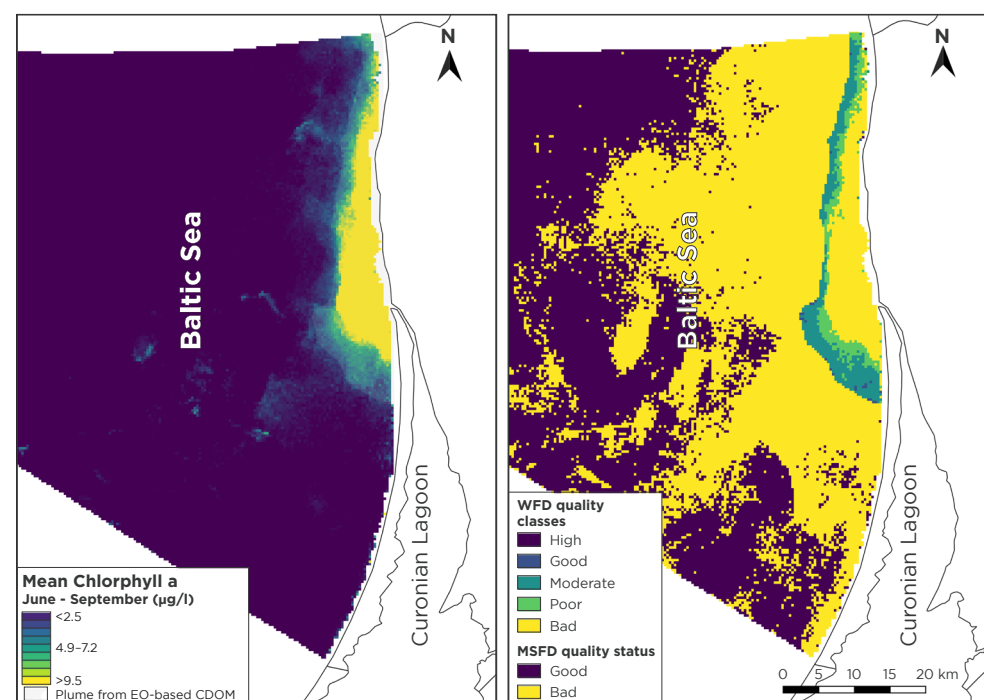 N
Baltic Sea
Curonian Lagoon
Mean Chlorphyll a
June - September (µg/l)
<2.5
4.9–7.2
>9.5
Plume from EO-based CDOM
N
Baltic Sea
Curonian Lagoon
WFD quality
classes
High
Good
Moderate
Poor
Bad
MSFD quality status
Good
Bad
0 5 10 15 20 km